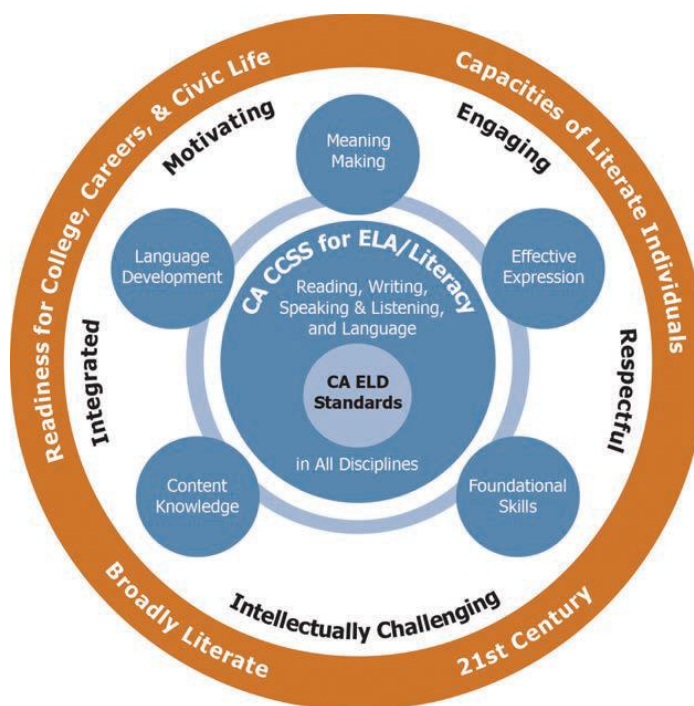 Readiness for College, Careers, & Civic Life
Capacities of Literate Individuals
Motivating
Engaging
Meaning
Making
Language
Development
Effective
Expression
CA CCSS for ELA/Literacy
Reading, Writing,
Speaking & Listening,
and Language
CA ELD
Standards
in All Disciplines
Integrated
Respectful
Content
Knowledge
Foundational
Skills
Intellectually Challenging
Broadly Literate
21st Century